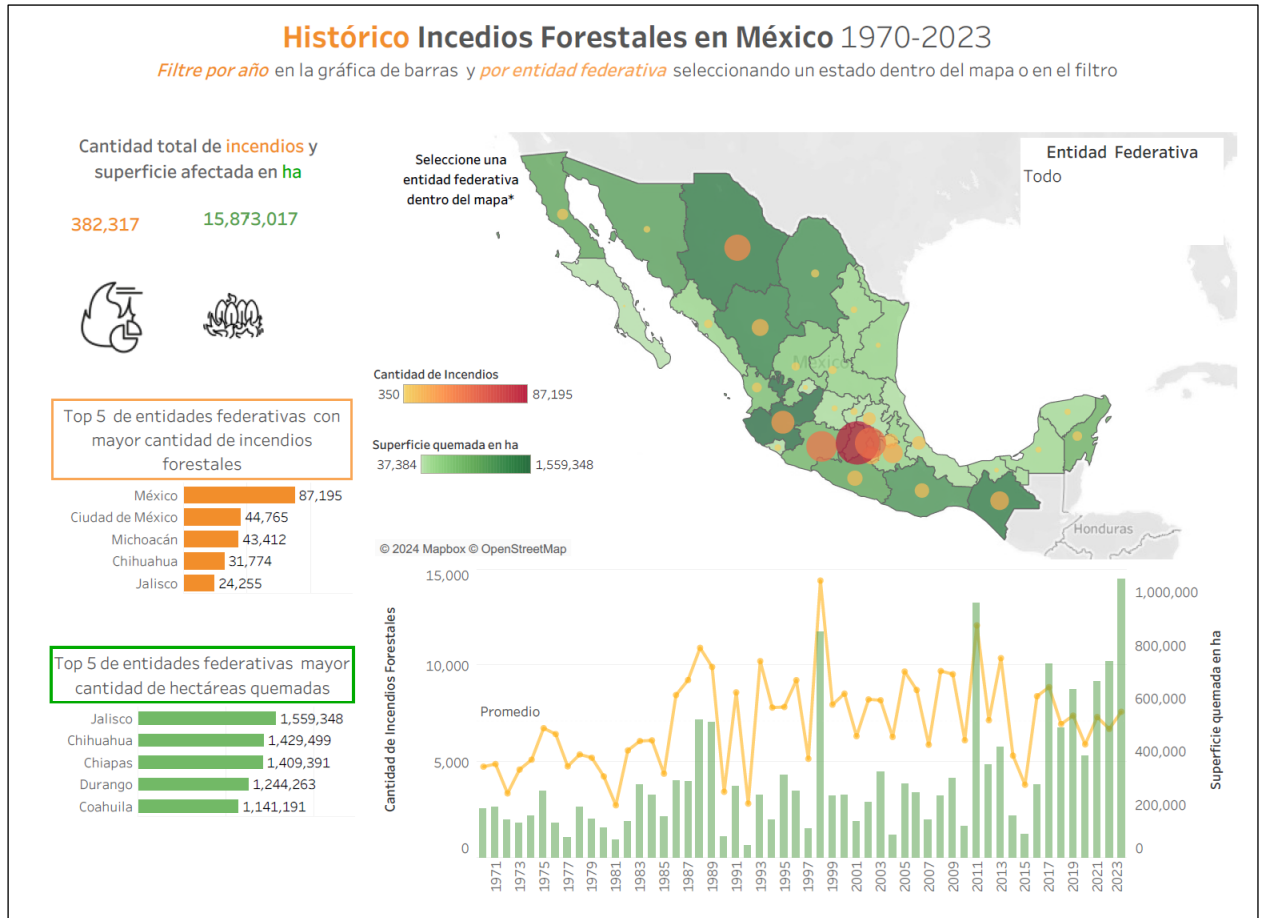 Histórico Incedios Forestales en México 1970-2023
Filtre por año en la gráfica de barras y por entidad federativa seleccionando un estado dentro del mapa o en el filtro
Cantidad total de incendios y
superficie afectada en ha
382,317
15,873,017
Seleccione una
entidad federativa
dentro del mapa*
Entidad Federativa
Todo
México
Honduras
Cantidad de Incendios
350
87,195
Superficie quemada en ha
37,384
1,559,348
© 2024 Mapbox © OpenStreetMap
Top 5 de entidades federativas con
mayor cantidad de incendios
forestales
México 87,195
Ciudad de México 44,765
Michoacán 43,412
Chihuahua 31,774
Jalisco 24,255
Top 5 de entidades federativas mayor
cantidad de hectáreas quemadas
Jalisco 1,559,348
Chihuahua 1,429,499
Chiapas 1,409,391
Durango 1,244,263
Coahuila 1,141,191
Cantidad de Incendios Forestales
15,000
10,000
5,000
0
Promedio
1,000,000
800,000
600,000
400,000
200,000
0
Superficie quemada en ha
1971 1973 1975 1977 1979 1981 1983 1985 1987 1989 1991 1993 1995 1997 1999 2001 2003 2005 2007 2009 2011 2013 2015 2017 2019 2021 2023